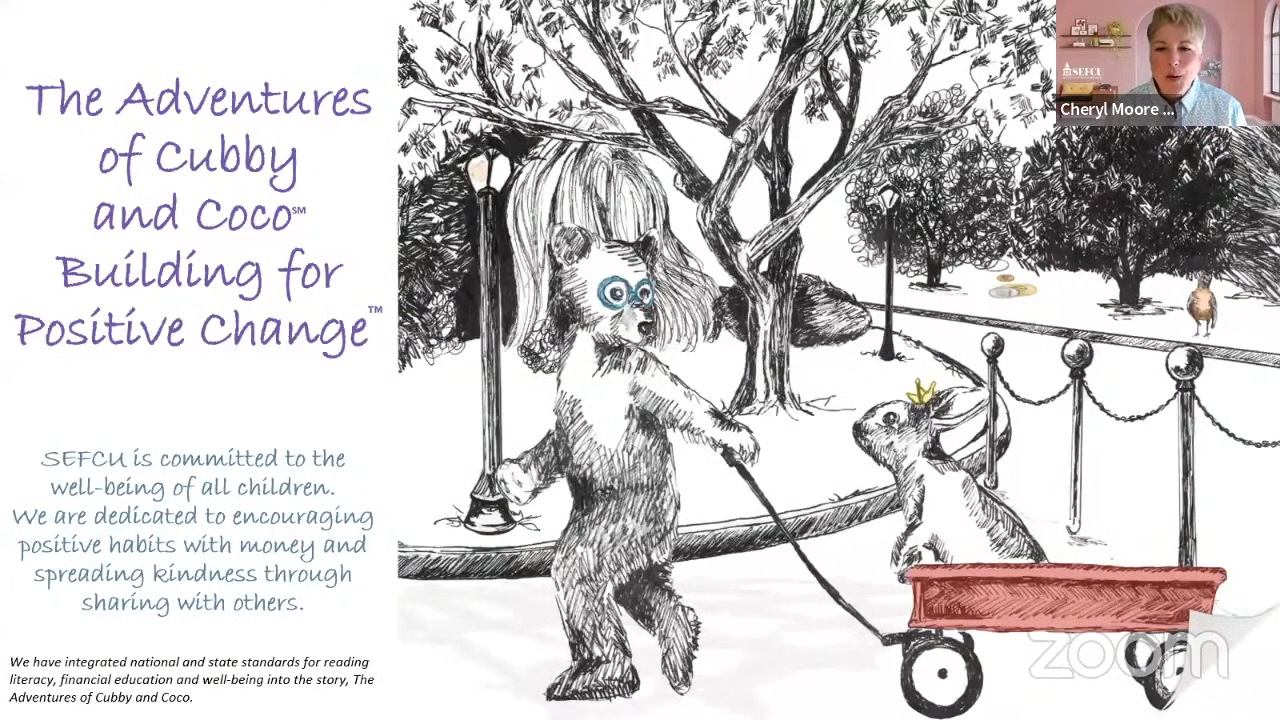 The Adventures
of Cubby
and Coco℠
Building for
Positive Change™
SEFCU is committed to the
well-being of all children.
We are dedicated to encouraging
positive habits with money and
spreading kindness through
sharing with others.
We have integrated national and state standards for reading
literacy, financial education and well-being into the story, The
Adventures of Cubby and Coco.
SEFCU
Cheryl Moore ...
zoom